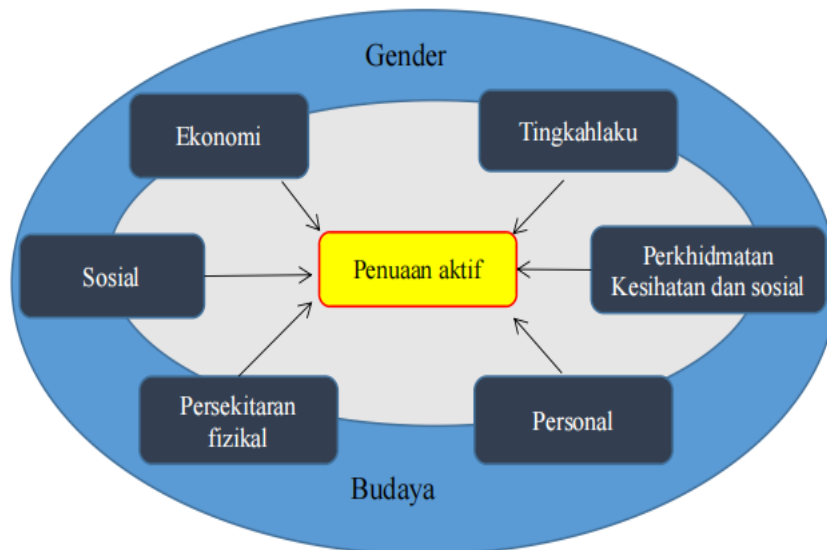 Gender
Ekonomi
Tingkahlaku
Sosial
Penuaan aktif
Perkhidmatan
Kesihatan dan sosial
Persekitaran
fizikal
Personal
Budaya